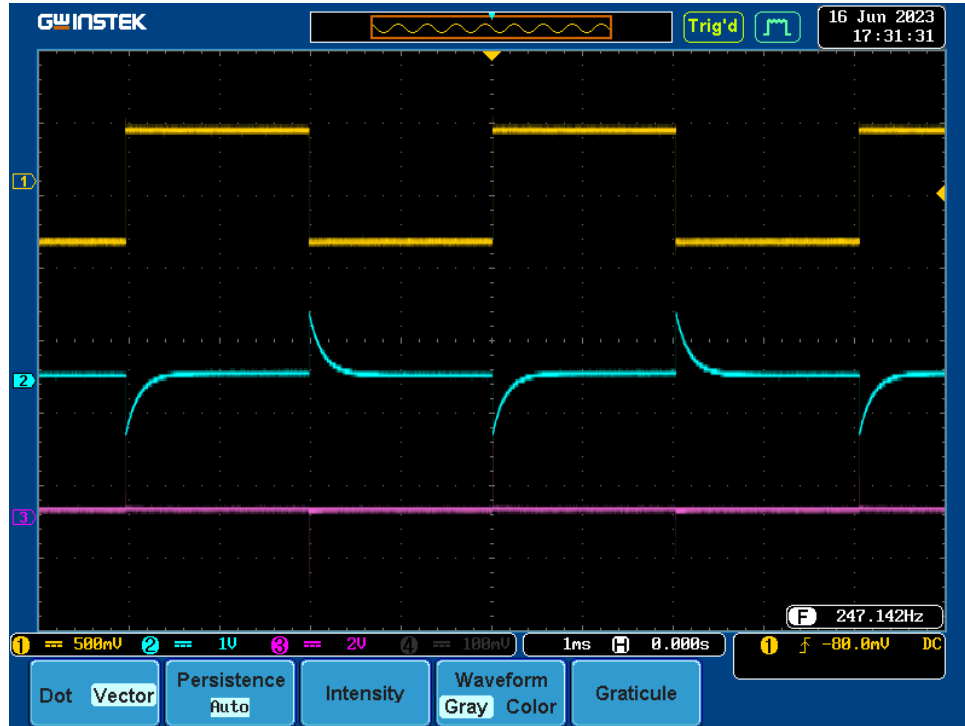 GWINSTEK
Trig'd
16 Jun 2023
17:31:31
1
2
3
F 247.142Hz
1 500mV 2 1V 3 2V 4 100mV
1ms H 0.000s
1 -80.0mV DC
Dot Vector
Persistence
Auto
Intensity
Waveform
Gray Color
Graticule